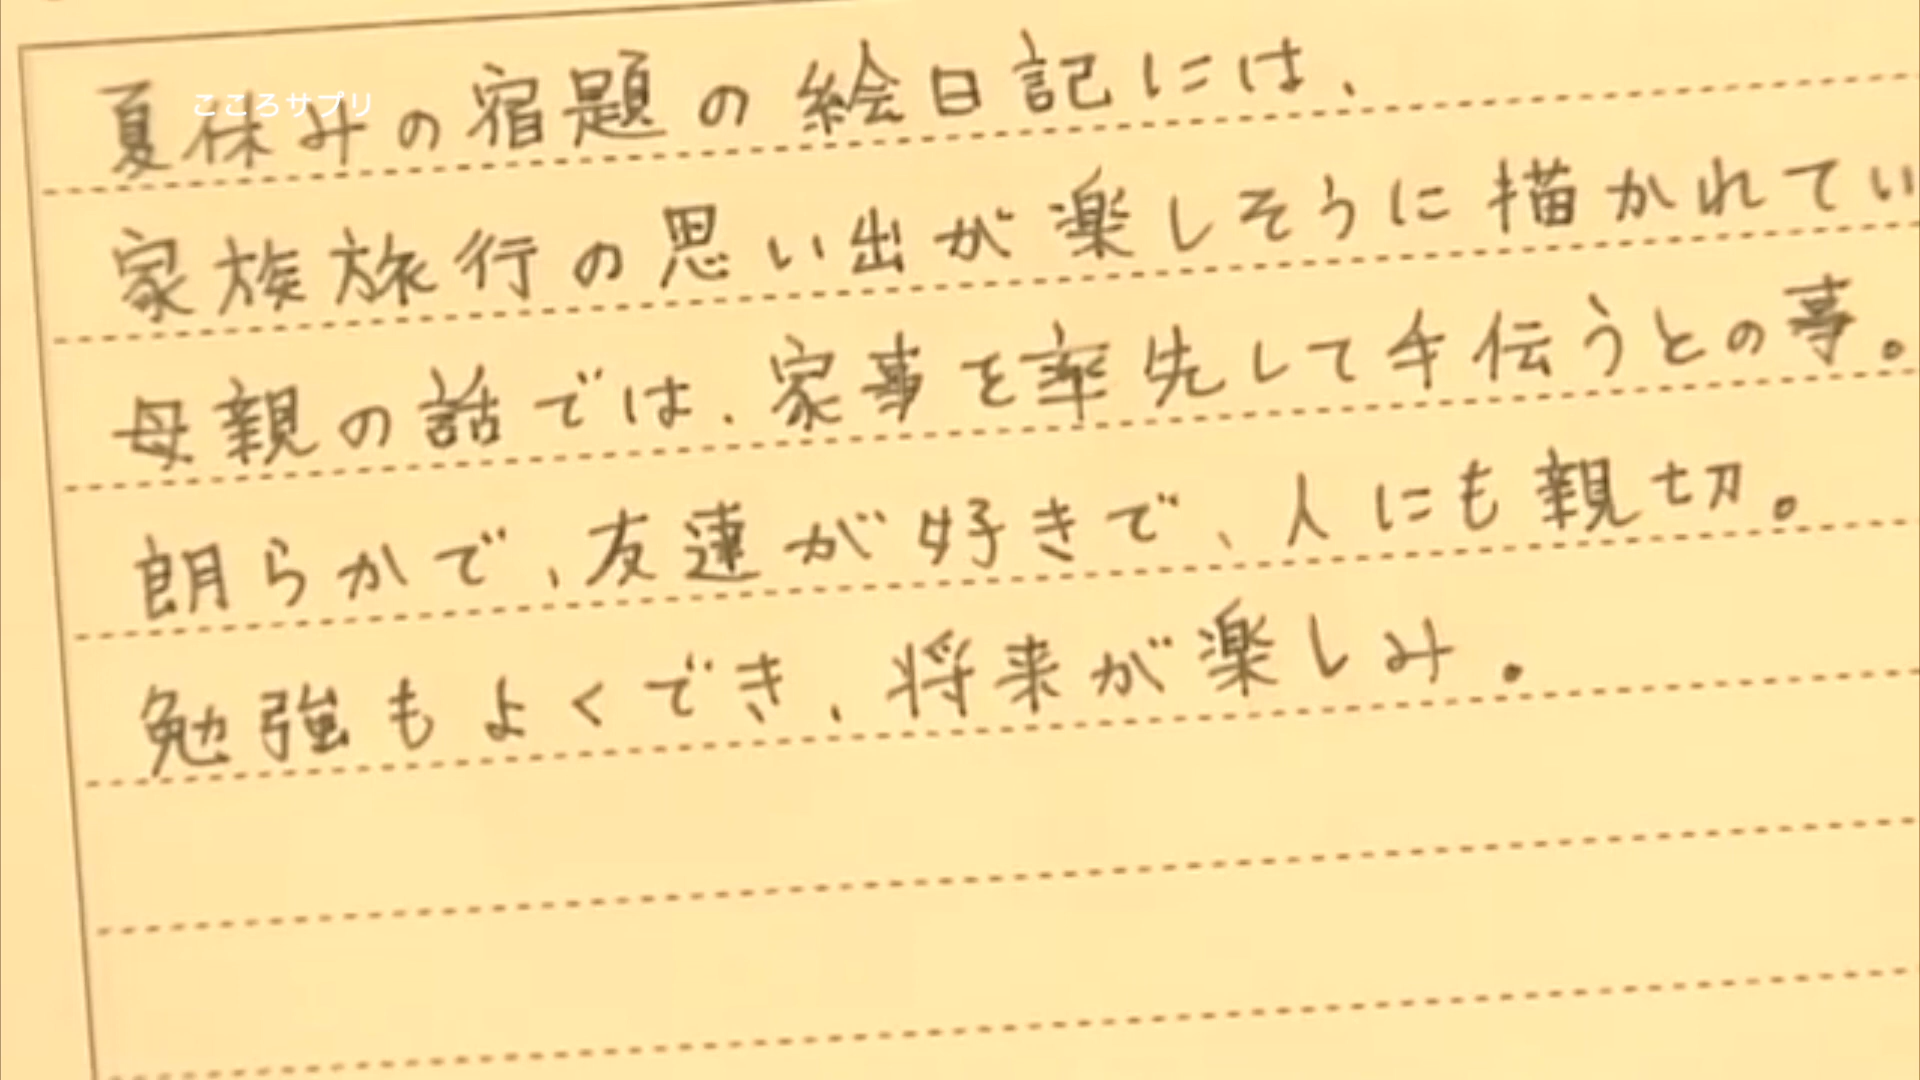 こころサプリ
夏休みの宿題の絵日記には、
家族旅行の思い出が楽しそうに描かれてい
母親の話では、家事を率先して手伝うとの事。
朗らかで、友達が好きで、人にも親切。
勉強もよくでき、将来が楽しみ。